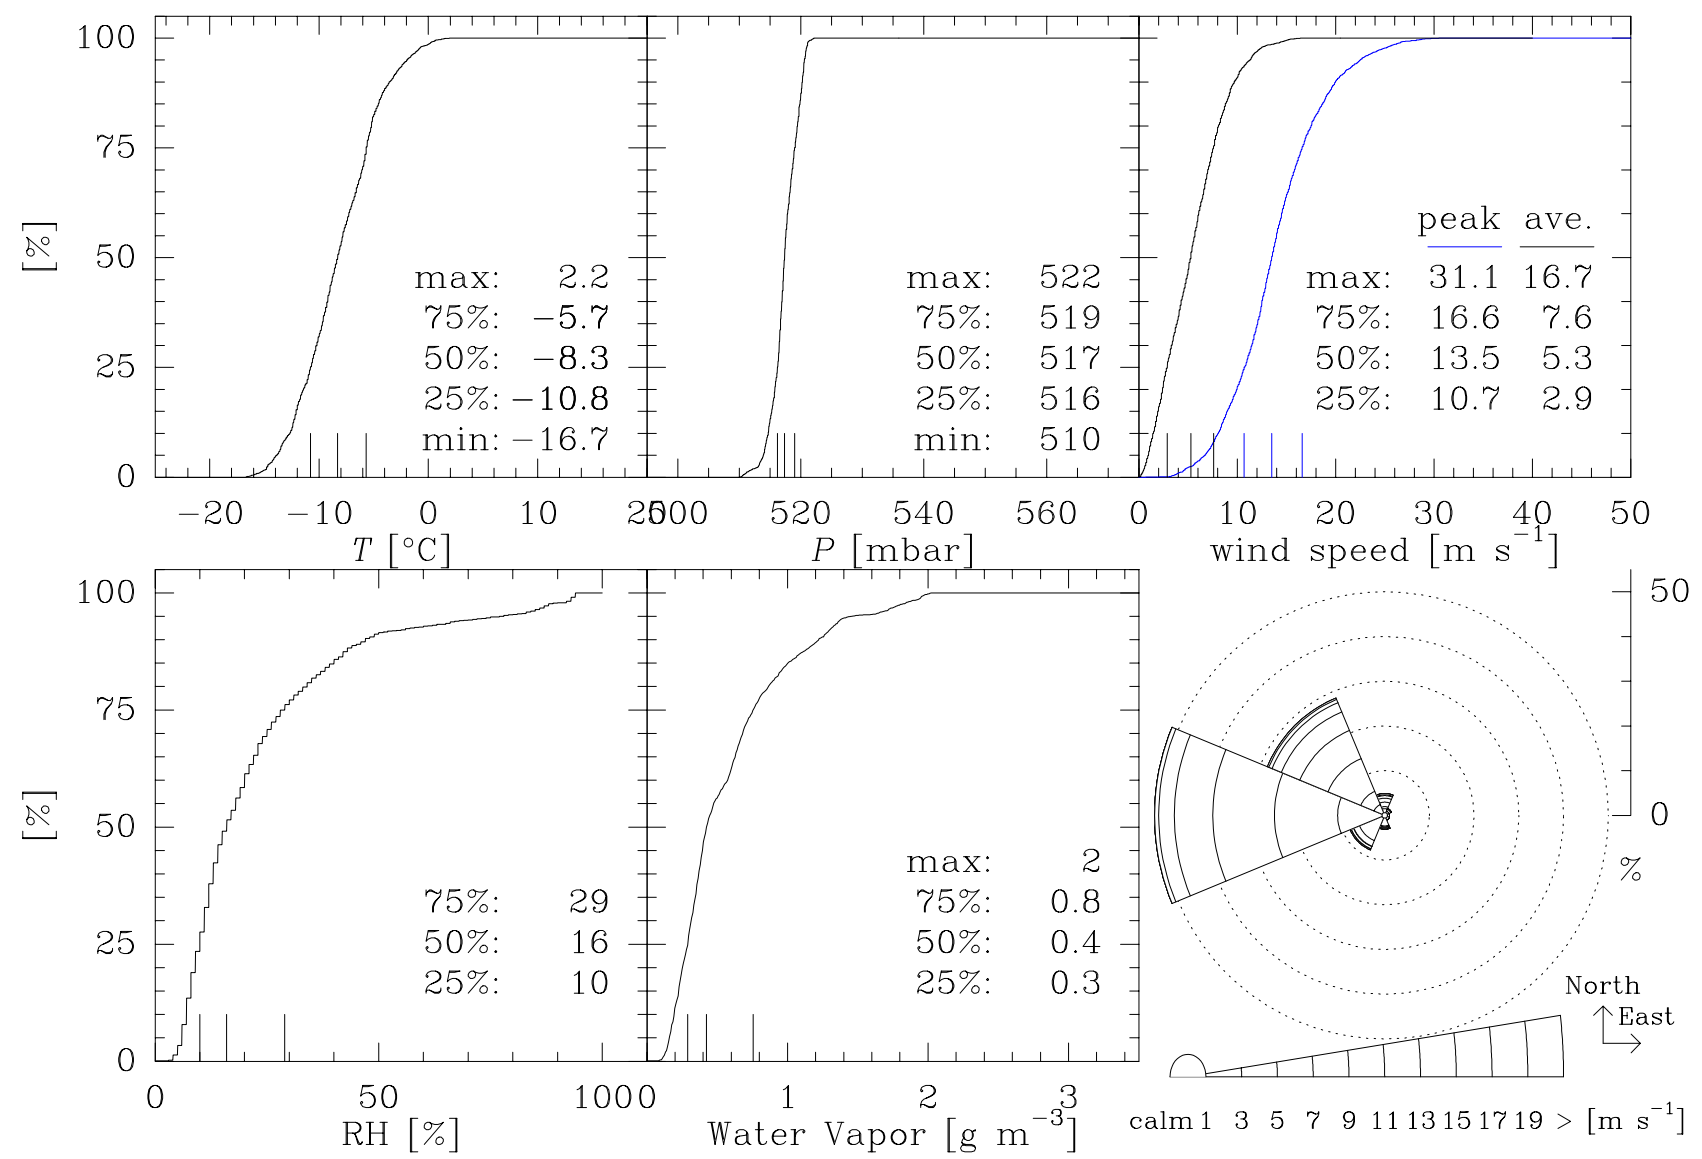 100
75
50
25
0
[%]
max: 2.2
75%: −5.7
50%: −8.3
25%: −10.8
min: −16.7
−20 −10 0 10 20
T [°C]
max: 522
75%: 519
50%: 517
25%: 516
min: 510
500 520 540 560
P [mbar]
peak ave.
max: 31.1 16.7
75%: 16.6 7.6
50%: 13.5 5.3
25%: 10.7 2.9
0 10 20 30 40 50
wind speed [m s⁻¹]
100
75
50
25
0
[%]
75%: 29
50%: 16
25%: 10
0 50 100
RH [%]
max: 2
75%: 0.8
50%: 0.4
25%: 0.3
0 1 2 3
Water Vapor [g m⁻³]
50
0
%
North
East
calm 1 3 5 7 9 11 13 15 17 19 > [m s⁻¹]